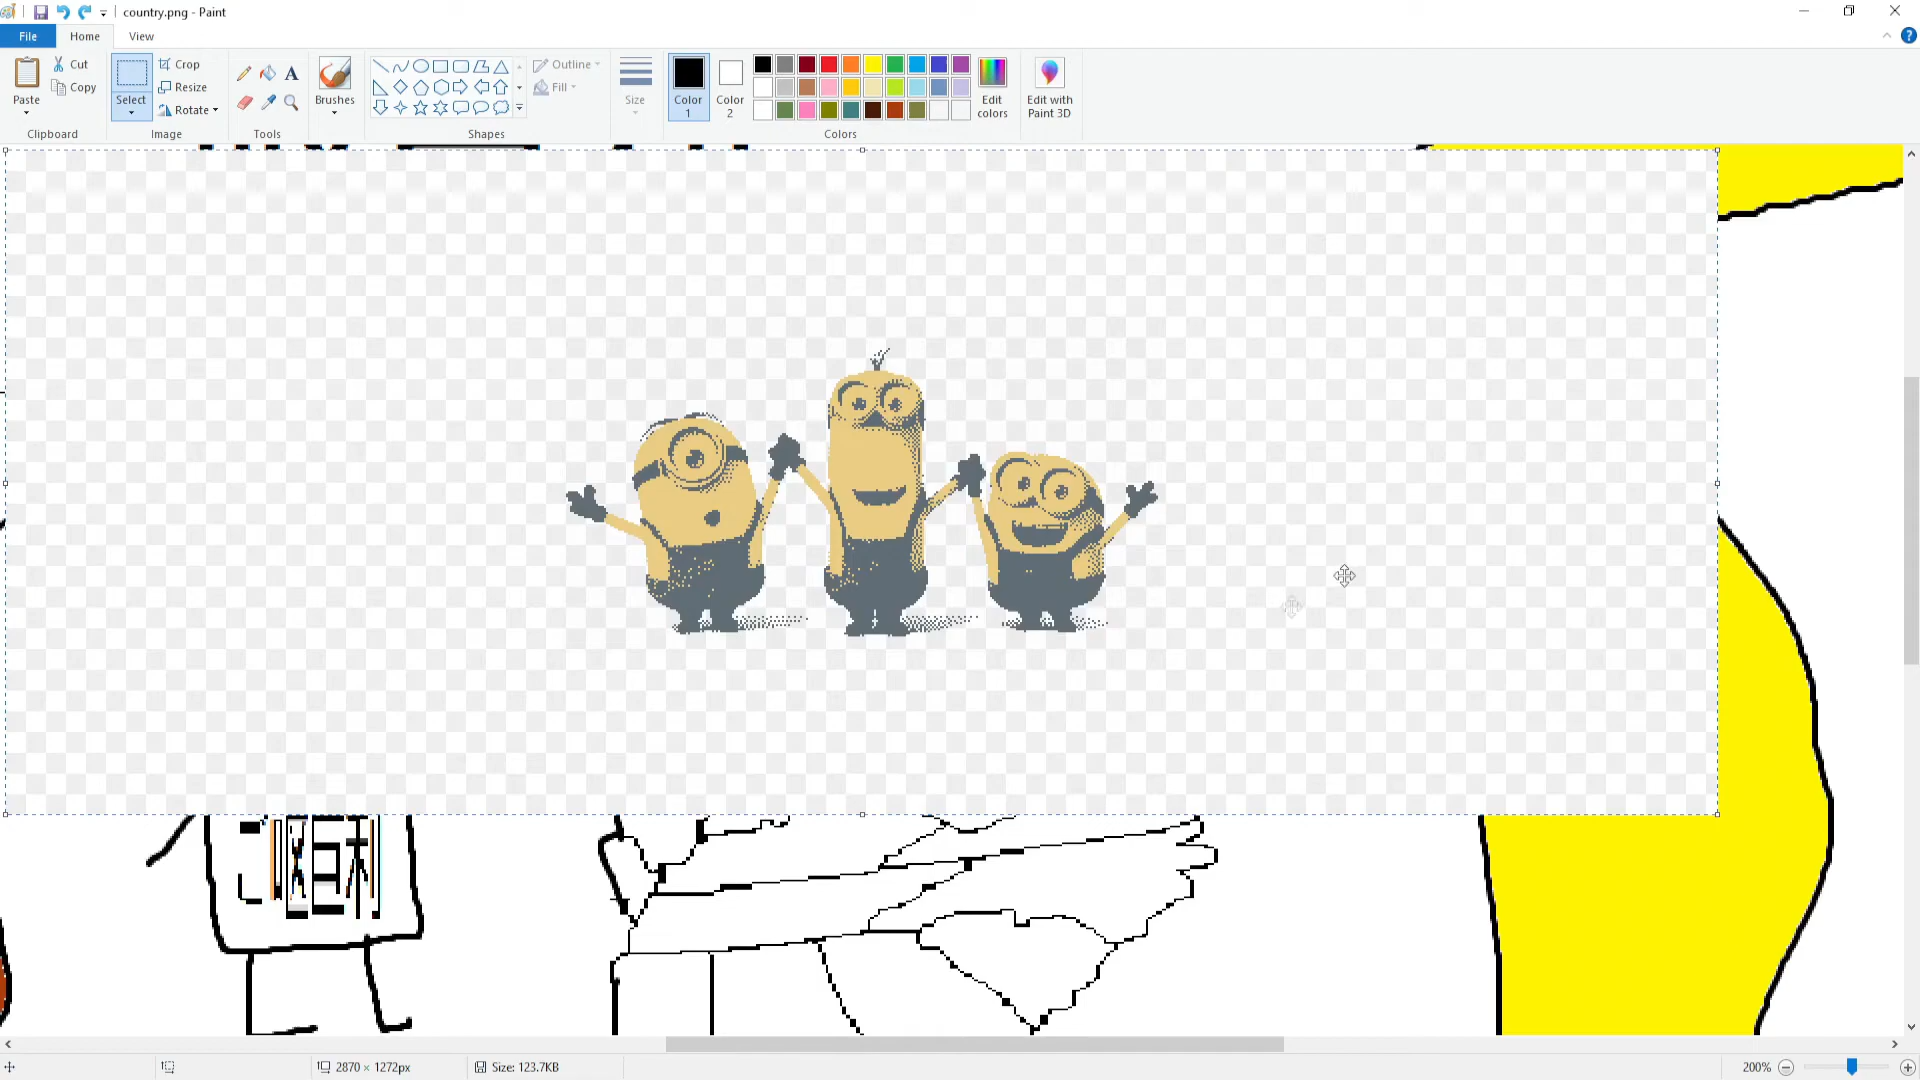 country.png - Paint
File Home View
Paste Cut Copy Select Crop Resize Rotate Brushes Outline Fill Size Color 1 Color 2 Edit colors Edit with Paint 3D
Clipboard Image Tools Shapes Colors
2870 × 1272px Size: 123.7KB 200%